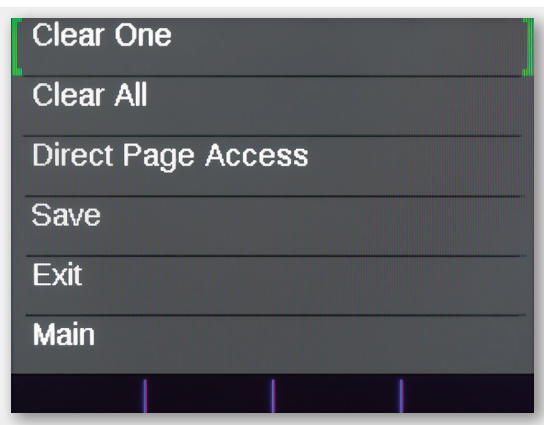 Clear One
Clear All
Direct Page Access
Save
Exit
Main